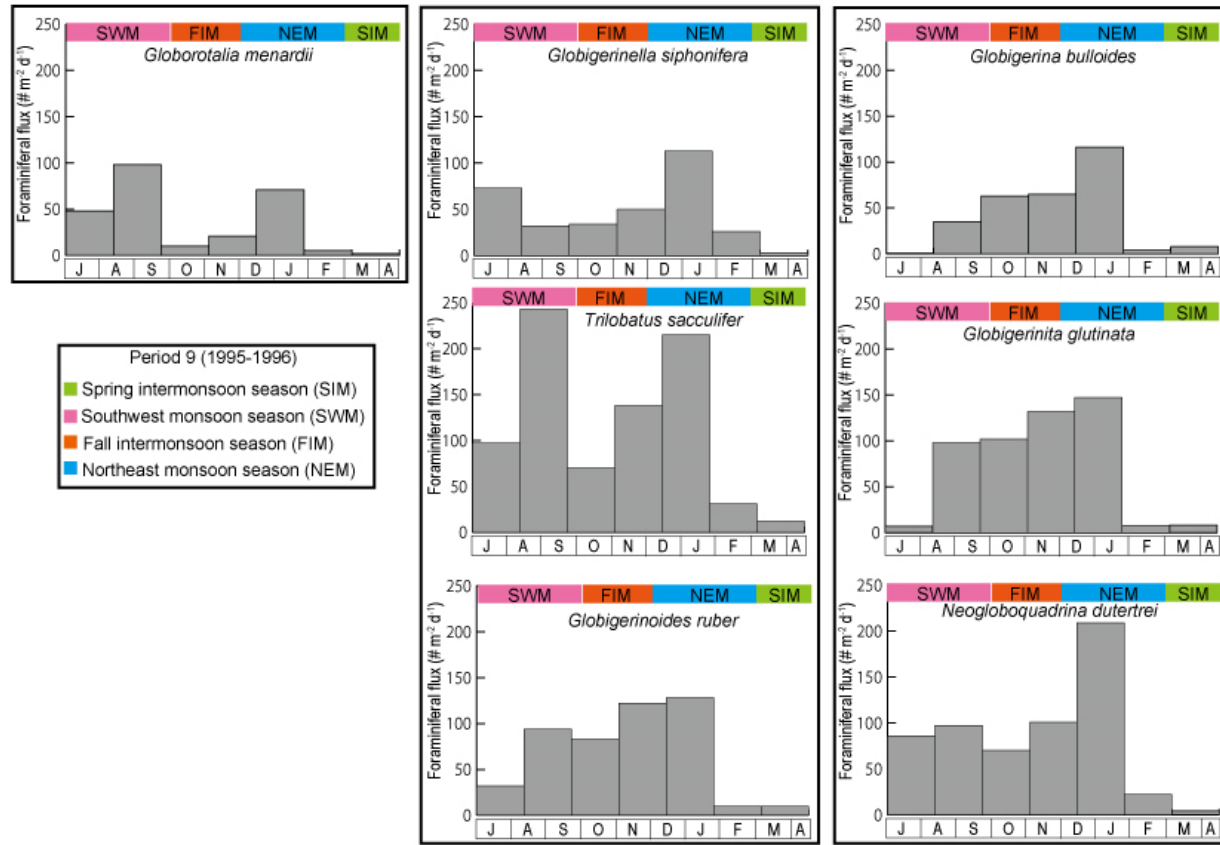 SWM FIM NEM SIM
Globorotalia menardii
Foraminiferal flux (# m⁻² d⁻¹)
250
200
150
100
50
0
J A S O N D J F M A
Period 9 (1995-1996)
Spring intermonsoon season (SIM)
Southwest monsoon season (SWM)
Fall intermonsoon season (FIM)
Northeast monsoon season (NEM)
SWM FIM NEM SIM
Globigerinella siphonifera
Foraminiferal flux (# m⁻² d⁻¹)
250
200
150
100
50
0
J A S O N D J F M A
SWM FIM NEM SIM
Trilobatus sacculifer
Foraminiferal flux (# m⁻² d⁻¹)
250
200
150
100
50
0
J A S O N D J F M A
SWM FIM NEM SIM
Globigerinoides ruber
Foraminiferal flux (# m⁻² d⁻¹)
250
200
150
100
50
0
J A S O N D J F M A
SWM FIM NEM SIM
Globigerina bulloides
Foraminiferal flux (# m⁻² d⁻¹)
250
200
150
100
50
0
J A S O N D J F M A
SWM FIM NEM SIM
Globigerinita glutinata
Foraminiferal flux (# m⁻² d⁻¹)
250
200
150
100
50
0
J A S O N D J F M A
SWM FIM NEM SIM
Neogloboquadrina dutertrei
Foraminiferal flux (# m⁻² d⁻¹)
250
200
150
100
50
0
J A S O N D J F M A